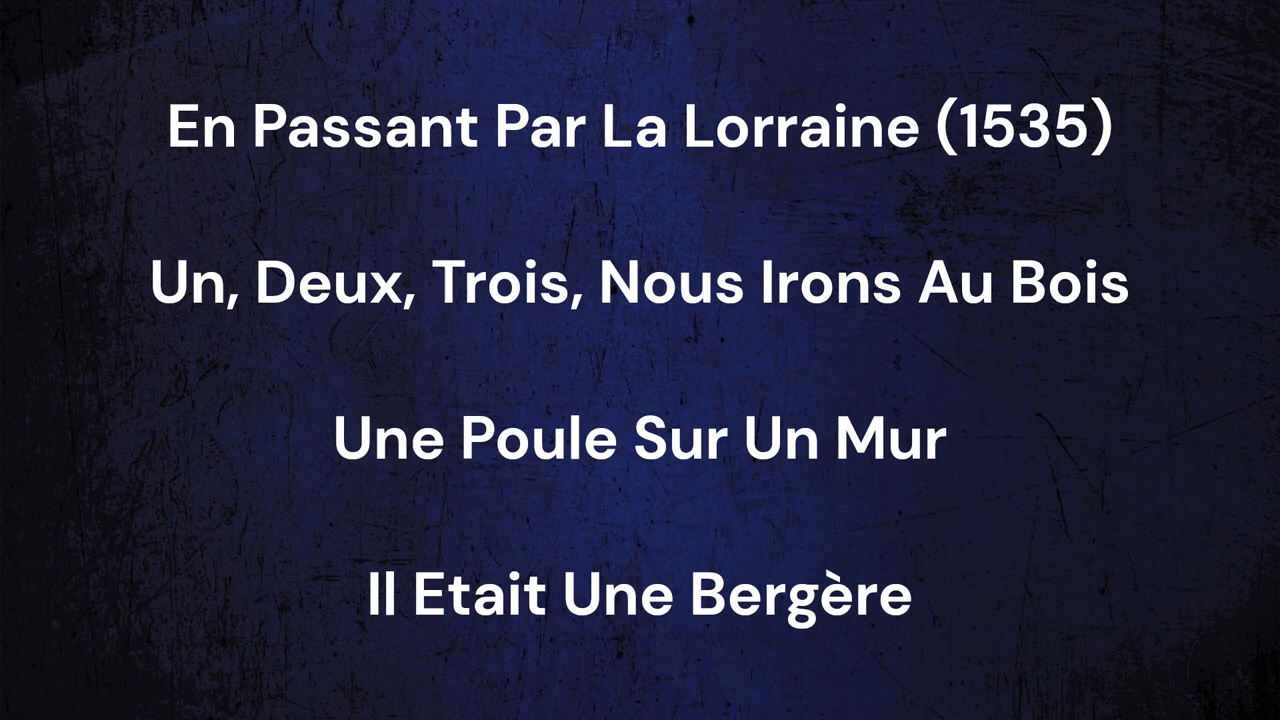 En Passant Par La Lorraine (1535)
Un, Deux, Trois, Nous Irons Au Bois
Une Poule Sur Un Mur
Il Etait Une Bergère